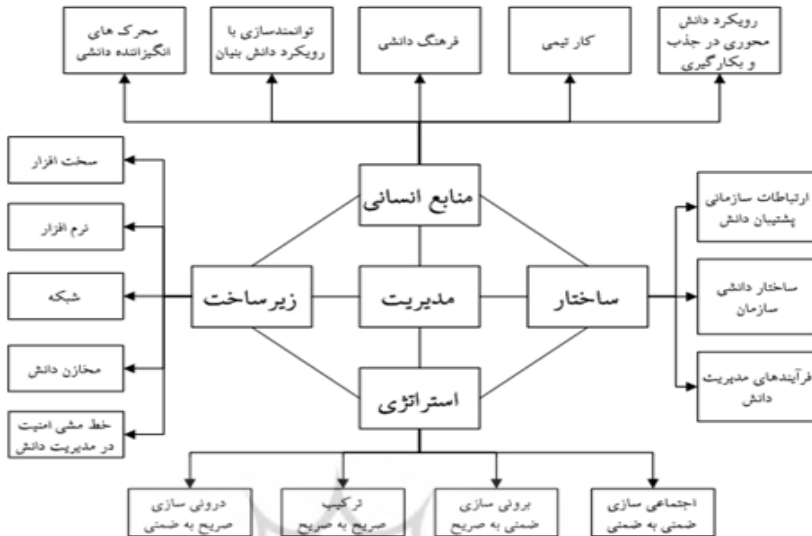 رویکرد دانش
محوری در جذب
و بکارگیری
کار تیمی
فرهنگ دانشی
توانمندسازی با
رویکرد دانش بنیان
محرک های
انگیزاننده دانشی
منابع انسانی
ارتباطات سازمانی
پشتیبان دانش
ساختار دانشی
سازمان
فرآیندهای مدیریت
دانش
ساختار
مدیریت
زیرساخت
سخت افزار
نرم افزار
شبکه
مخازن دانش
خط مشی امنیت
در مدیریت دانش
استراتژی
اجتماعی سازی
ضمنی به ضمنی
برونی سازی
ضمنی به صریح
ترکیب
صریح به صریح
درونی سازی
صریح به ضمنی